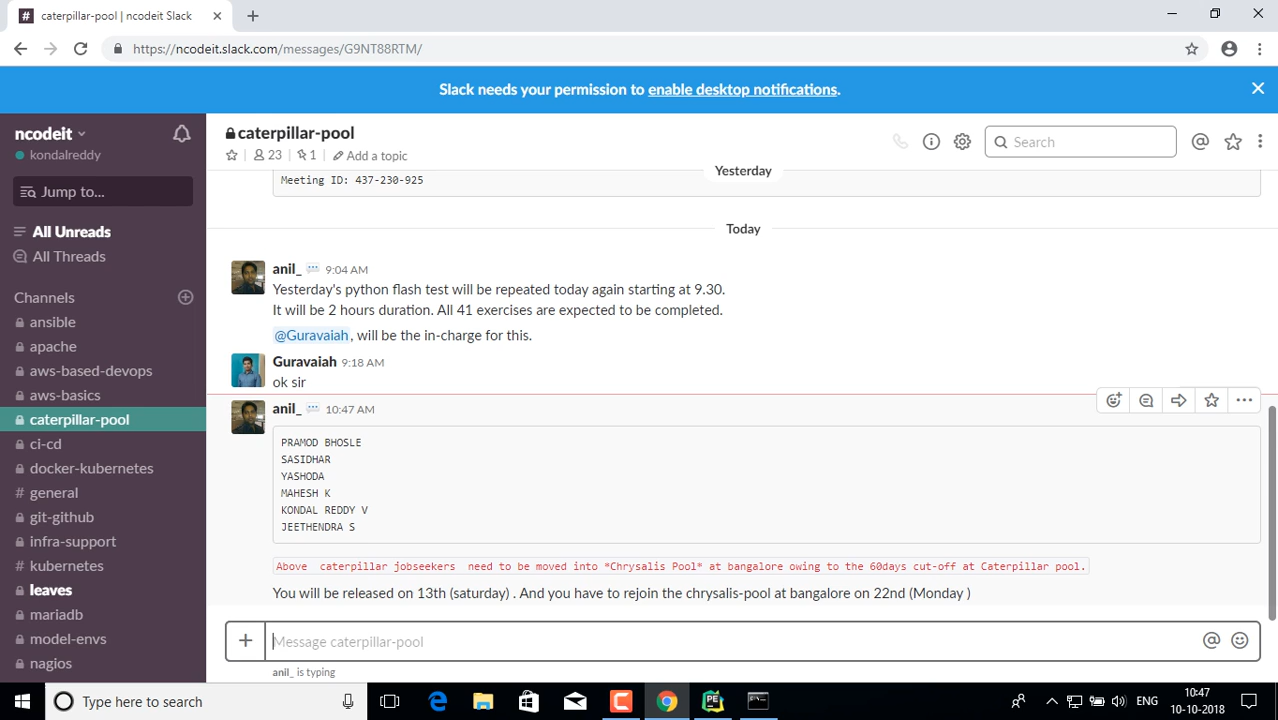 caterpillar-pool | ncodeit Slack
https://ncodeit.slack.com/messages/G9NT88RTM/
Slack needs your permission to enable desktop notifications.
ncodeit
kondalreddy
Jump to...
All Unreads
All Threads
Channels
ansible
apache
aws-based-devops
aws-basics
caterpillar-pool
ci-cd
docker-kubernetes
# general
git-github
infra-support
# kubernetes
leaves
mariadb
model-envs
nagios
caterpillar-pool
23 | 1 | Add a topic
Search
Yesterday
Meeting ID: 437-230-925
Today
anil_ 9:04 AM
Yesterday's python flash test will be repeated today again starting at 9.30.
It will be 2 hours duration. All 41 exercises are expected to be completed.
@Guravaiah, will be the in-charge for this.
Guravaiah 9:18 AM
ok sir
anil_ 10:47 AM
PRAMOD BHOSLE
SASIDHAR
YASHODA
MAHESH K
KONDAL REDDY V
JEETHENDRA S
Above caterpillar jobseekers need to be moved into *Chrysalis Pool* at bangalore owing to the 60days cut-off at Caterpillar pool.
You will be released on 13th (saturday) . And you have to rejoin the chrysalis-pool at bangalore on 22nd (Monday )
Message caterpillar-pool
anil_ is typing
Type here to search
ENG
10:47
10-10-2018